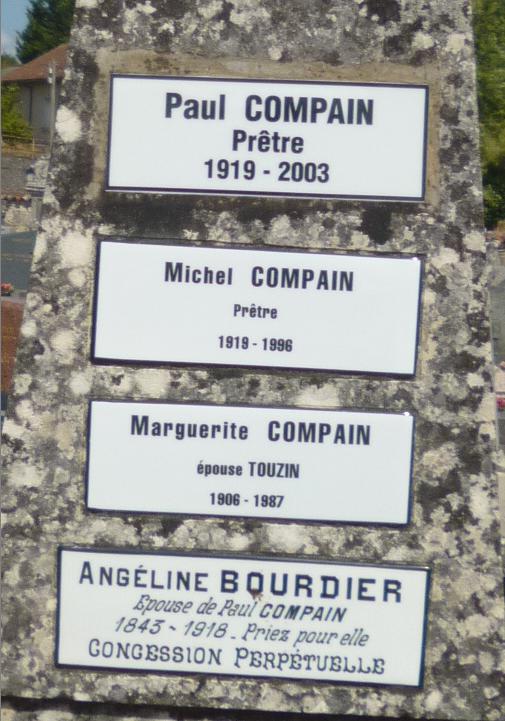 Paul COMPAIN
Prêtre
1919 - 2003
Michel COMPAIN
Prêtre
1919 - 1996
Marguerite COMPAIN
épouse TOUZIN
1906 - 1987
ANGÉLINE BOURDIER
Epouse de Paul COMPAIN
1843 - 1918 _ Priez pour elle
CONCESSION PERPÉTUELLE